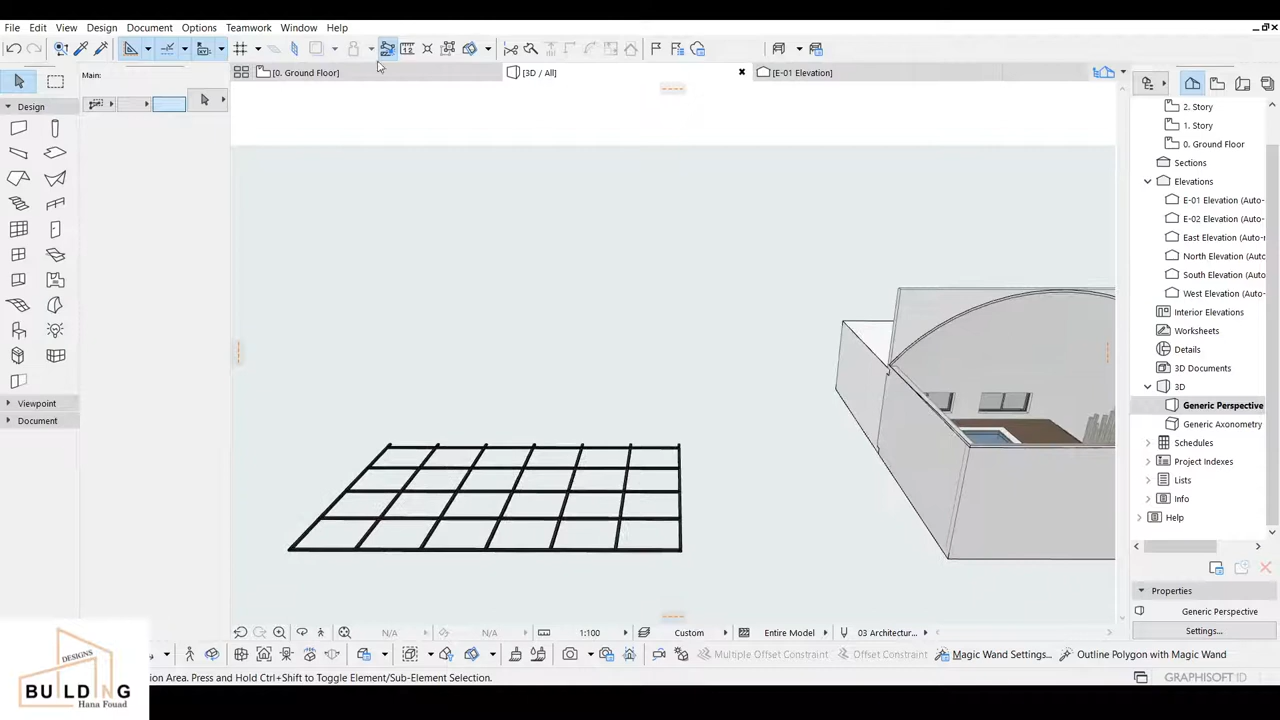 File Edit View Design Document Options Teamwork Window Help
[0. Ground Floor]
[3D / All]
[E-01 Elevation]
Main:
Design
Viewpoint
Document
2. Story
1. Story
0. Ground Floor
Sections
Elevations
E-01 Elevation (Auto-
E-02 Elevation (Auto-
East Elevation (Auto-
North Elevation (Auto-
South Elevation (Auto-
West Elevation (Auto-
Interior Elevations
Worksheets
Details
3D Documents
3D
Generic Perspective
Generic Axonometry
Schedules
Project Indexes
Lists
Info
Help
Properties
Generic Perspective
Settings...
N/A
N/A
1:100
Custom
Entire Model
03 Architectur...
Multiple Offset Constraint
Offset Constraint
Magic Wand Settings...
Outline Polygon with Magic Wand
ion Area. Press and Hold Ctrl+Shift to Toggle Element/Sub-Element Selection.
GRAPHISOFT ID
DESIGNS
BUILDING
Hana Fouad